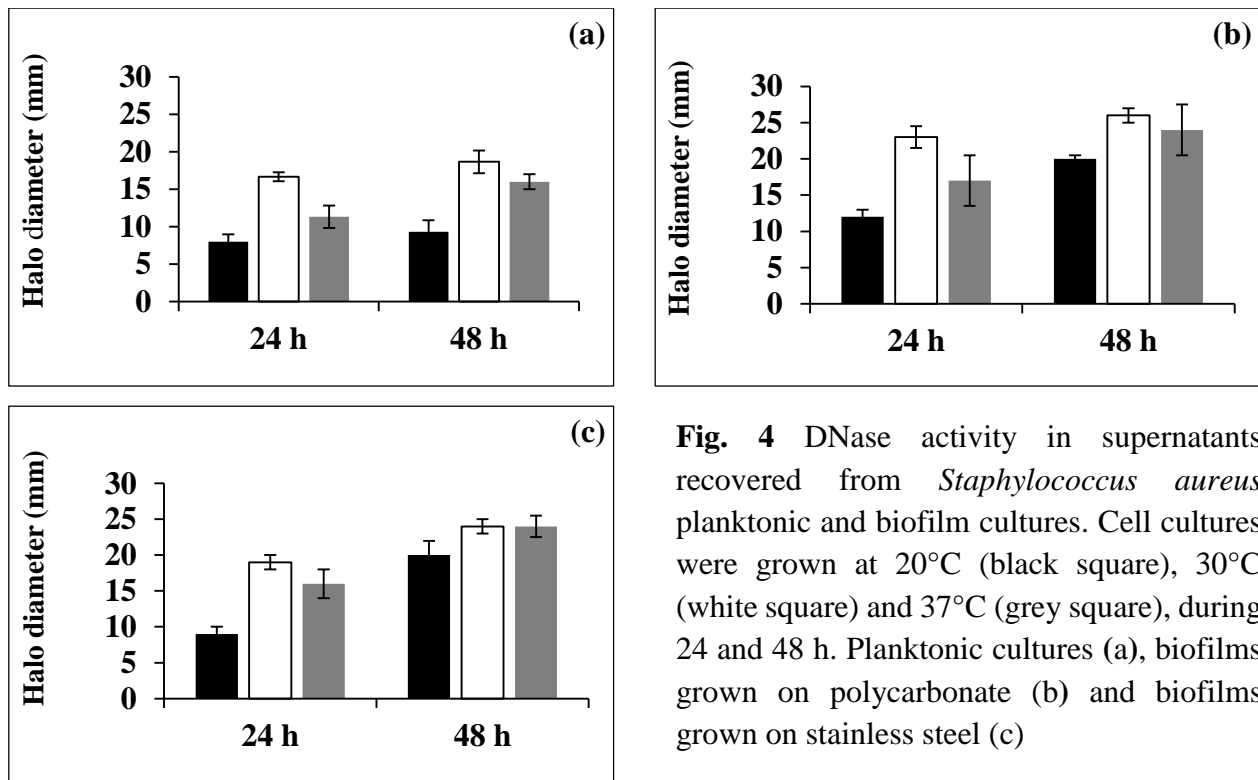 (a)
Halo diameter (mm)
30
25
20
15
10
5
0
24 h 48 h
(b)
Halo diameter (mm)
30
25
20
15
10
5
0
24 h 48 h
(c)
Halo diameter (mm)
30
25
20
15
10
5
0
24 h 48 h
Fig. 4 DNase activity in supernatants
recovered from Staphylococcus aureus
planktonic and biofilm cultures. Cell cultures
were grown at 20°C (black square), 30°C
(white square) and 37°C (grey square), during
24 and 48 h. Planktonic cultures (a), biofilms
grown on polycarbonate (b) and biofilms
grown on stainless steel (c)